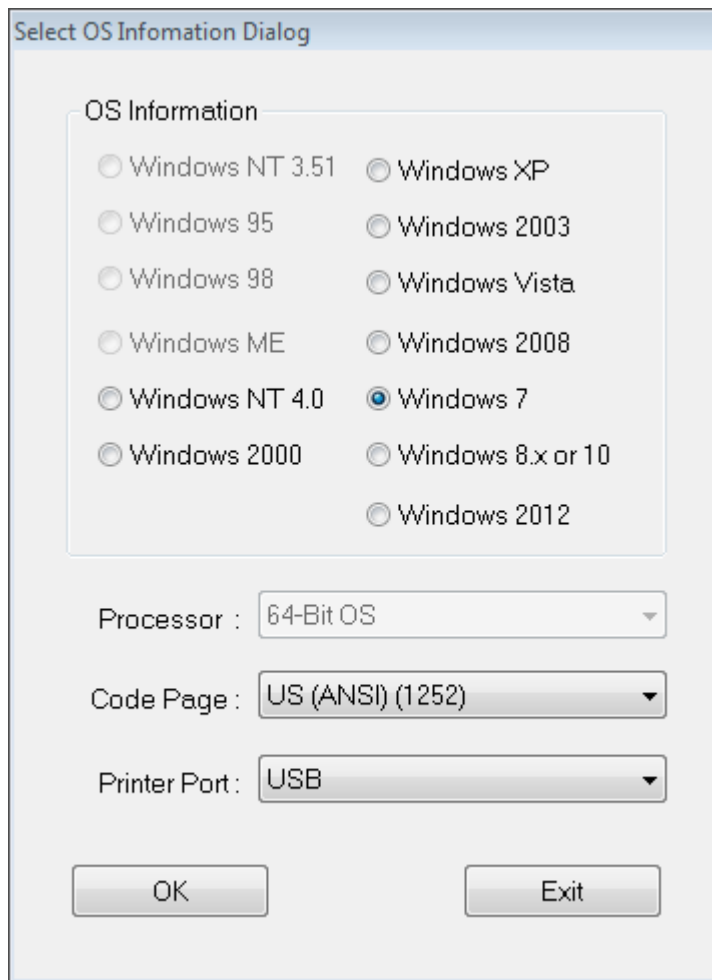 Select OS Infomation Dialog
OS Information
Windows NT 3.51
Windows 95
Windows 98
Windows ME
Windows NT 4.0
Windows 2000
Windows XP
Windows 2003
Windows Vista
Windows 2008
Windows 7
Windows 8.x or 10
Windows 2012
Processor : 64-Bit OS
Code Page : US (ANSI) (1252)
Printer Port : USB
OK Exit